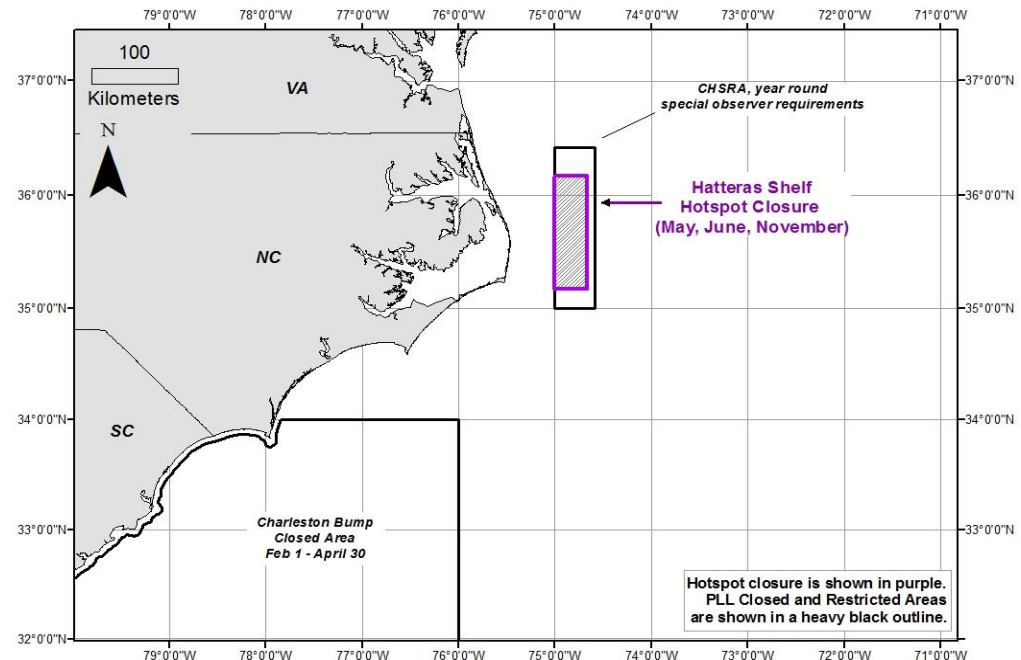 79°0'0"W 78°0'0"W 77°0'0"W 76°0'0"W 75°0'0"W 74°0'0"W 73°0'0"W 72°0'0"W 71°0'0"W
100
Kilometers
N
37°0'0"N
37°0'0"N
VA
CHSRA, year round
special observer requirements
36°0'0"N
36°0'0"N
Hatteras Shelf
Hotspot Closure
(May, June, November)
NC
35°0'0"N
35°0'0"N
34°0'0"N
34°0'0"N
SC
33°0'0"N
33°0'0"N
Charleston Bump
Closed Area
Feb 1 - April 30
Hotspot closure is shown in purple.
PLL Closed and Restricted Areas
are shown in a heavy black outline.
32°0'0"N
32°0'0"N
79°0'0"W 78°0'0"W 77°0'0"W 76°0'0"W 75°0'0"W 74°0'0"W 73°0'0"W 72°0'0"W 71°0'0"W